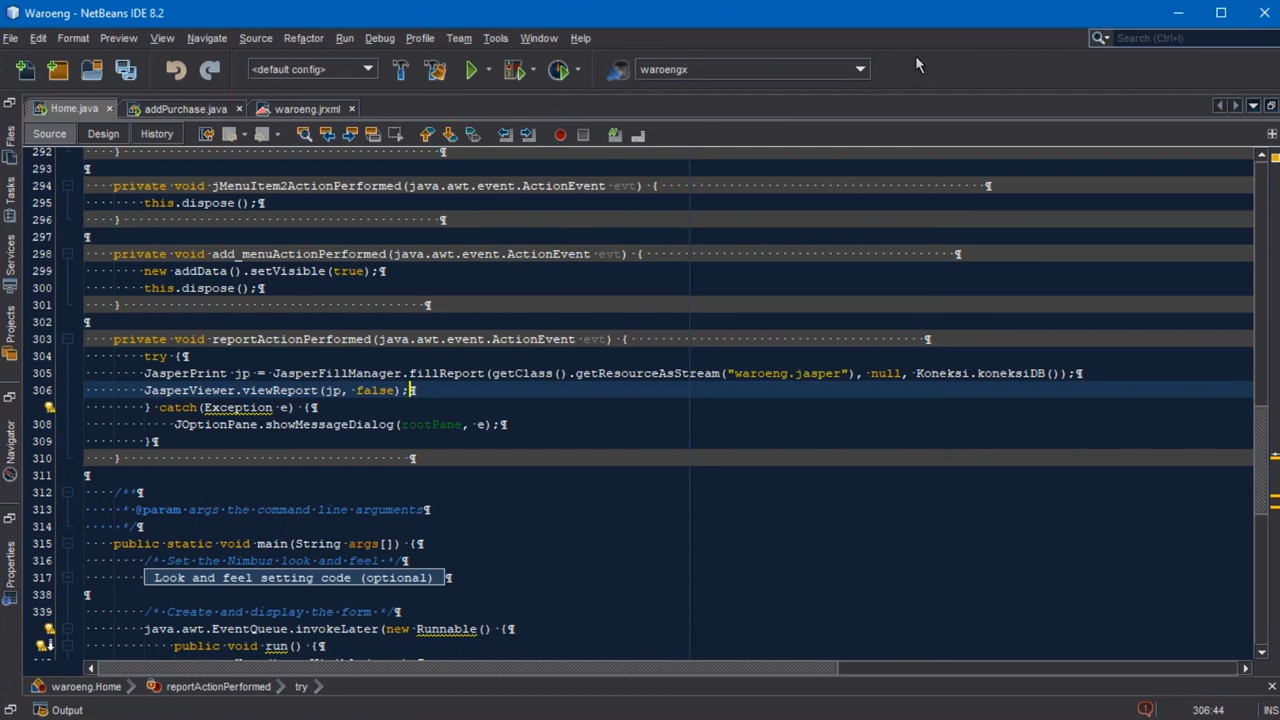 Waroeng - NetBeans IDE 8.2
File Edit Format Preview View Navigate Source Refactor Run Debug Profile Team Tools Window Help
Search (Ctrl+I)
<default config>
waroengx
Home.java addPurchase.java waroeng.jrxml
Source Design History
Files
Tasks
Services
Projects
Navigator
Properties
292 }
293
294 private void jMenuItem2ActionPerformed(java.awt.event.ActionEvent evt) {
295 this.dispose();
296 }
297
298 private void add_menuActionPerformed(java.awt.event.ActionEvent evt) {
299 new addData().setVisible(true);
300 this.dispose();
301 }
302
303 private void reportActionPerformed(java.awt.event.ActionEvent evt) {
304 try {
305 JasperPrint jp = JasperFillManager.fillReport(getClass().getResourceAsStream("waroeng.jasper"), null, Koneksi.koneksiDB());
306 JasperViewer.viewReport(jp, false);
} catch(Exception e) {
308 JOptionPane.showMessageDialog(rootPane, e);
309 }
310 }
311
312 /**
313 * @param args the command line arguments
314 */
315 public static void main(String args[]) {
316 /* Set the Nimbus look and feel */
317 Look and feel setting code (optional)
338
339 /* Create and display the form */
java.awt.EventQueue.invokeLater(new Runnable() {
public void run() {
waroeng.Home reportActionPerformed try
Output 1 306:44 INS